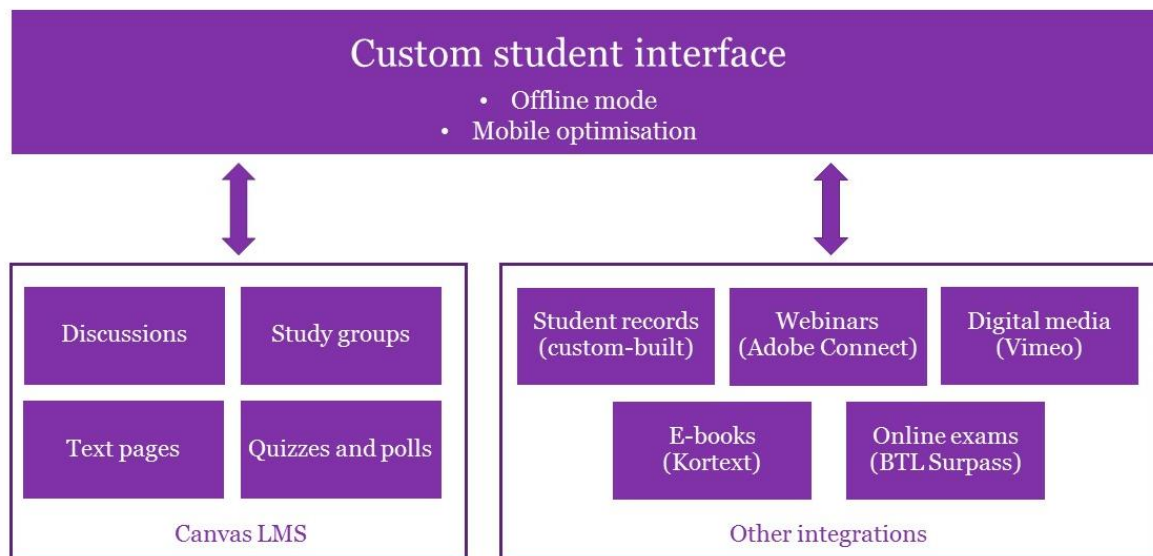 Custom student interface
• Offline mode
• Mobile optimisation
Discussions
Study groups
Text pages
Quizzes and polls
Canvas LMS
Student records
(custom-built)
Webinars
(Adobe Connect)
Digital media
(Vimeo)
E-books
(Kortext)
Online exams
(BTL Surpass)
Other integrations